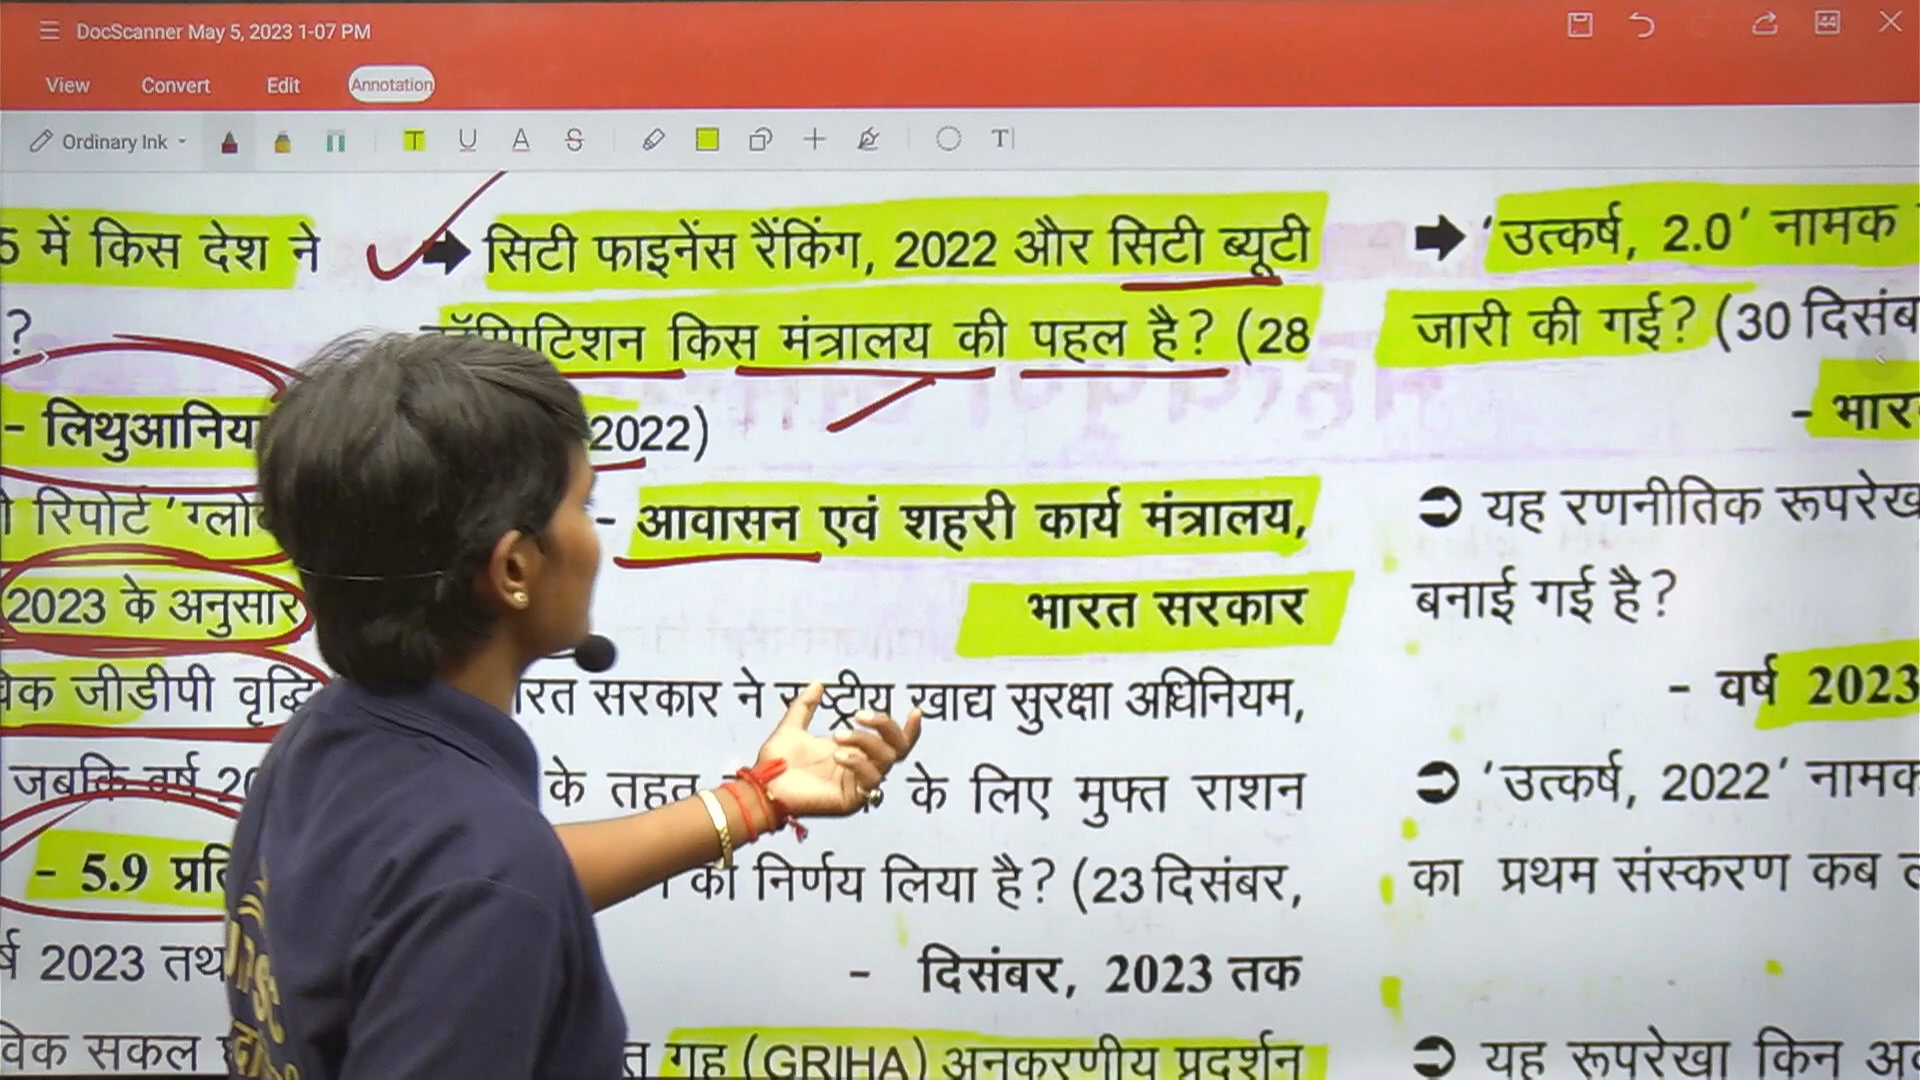 DocScanner May 5, 2023 1-07 PM
View Convert Edit Annotation
Ordinary Ink
5 में किस देश ने
?
- लिथुआनिय
रिपोर्ट 'ग्लो
2023 के अनुसार
जीडीपी वृद्धि
जबकि वर्ष 20
- 5.9 प्रति
2023 तथ
सकल
सिटी फाइनेंस रैंकिंग, 2022 और सिटी ब्यूटी
किस मंत्रालय की पहल है? (28
2022)
- आवासन एवं शहरी कार्य मंत्रालय,
भारत सरकार
सरकार ने राष्ट्रीय खाद्य सुरक्षा अधिनियम,
के तहत के लिए मुफ्त राशन
का निर्णय लिया है? (23 दिसंबर,
- दिसंबर, 2023 तक
गृह (GRIHA) अनुकरणीय प्रदर्शन
'उत्कर्ष, 2.0' नामक
जारी की गई? (30 दिसंब
- भार
यह रणनीतिक रूपरेख
बनाई गई है?
- वर्ष 2023
'उत्कर्ष, 2022' नामक
का प्रथम संस्करण कब
यह रूपरेखा किन